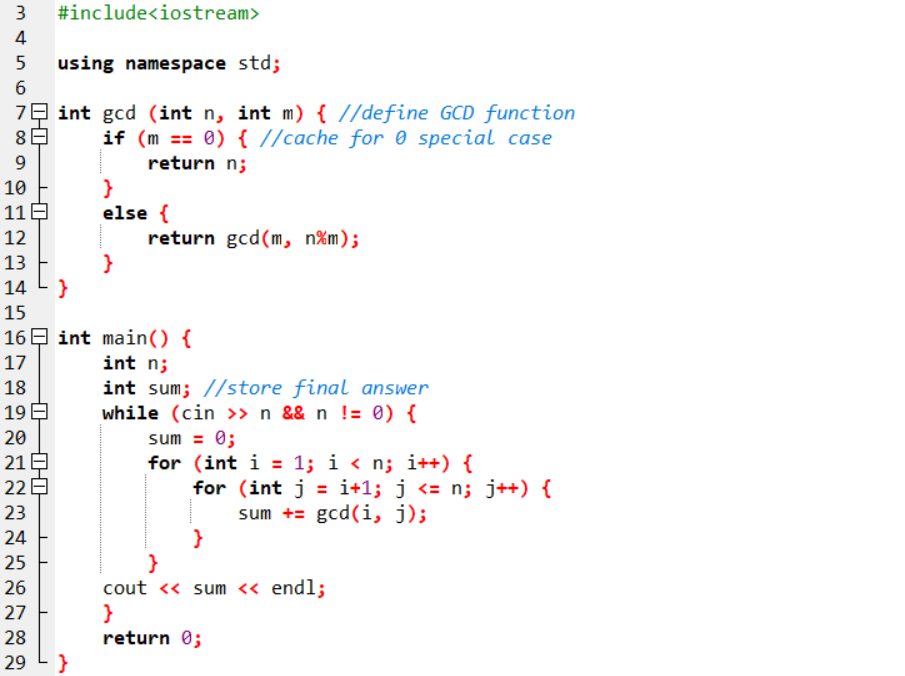 3 #include<iostream>
4
5 using namespace std;
6
7 int gcd (int n, int m) { //define GCD function
8 if (m == 0) { //cache for 0 special case
9 return n;
10 }
11 else {
12 return gcd(m, n%m);
13 }
14 }
15
16 int main() {
17 int n;
18 int sum; //store final answer
19 while (cin >> n && n != 0) {
20 sum = 0;
21 for (int i = 1; i < n; i++) {
22 for (int j = i+1; j <= n; j++) {
23 sum += gcd(i, j);
24 }
25 }
26 cout << sum << endl;
27 }
28 return 0;
29 }